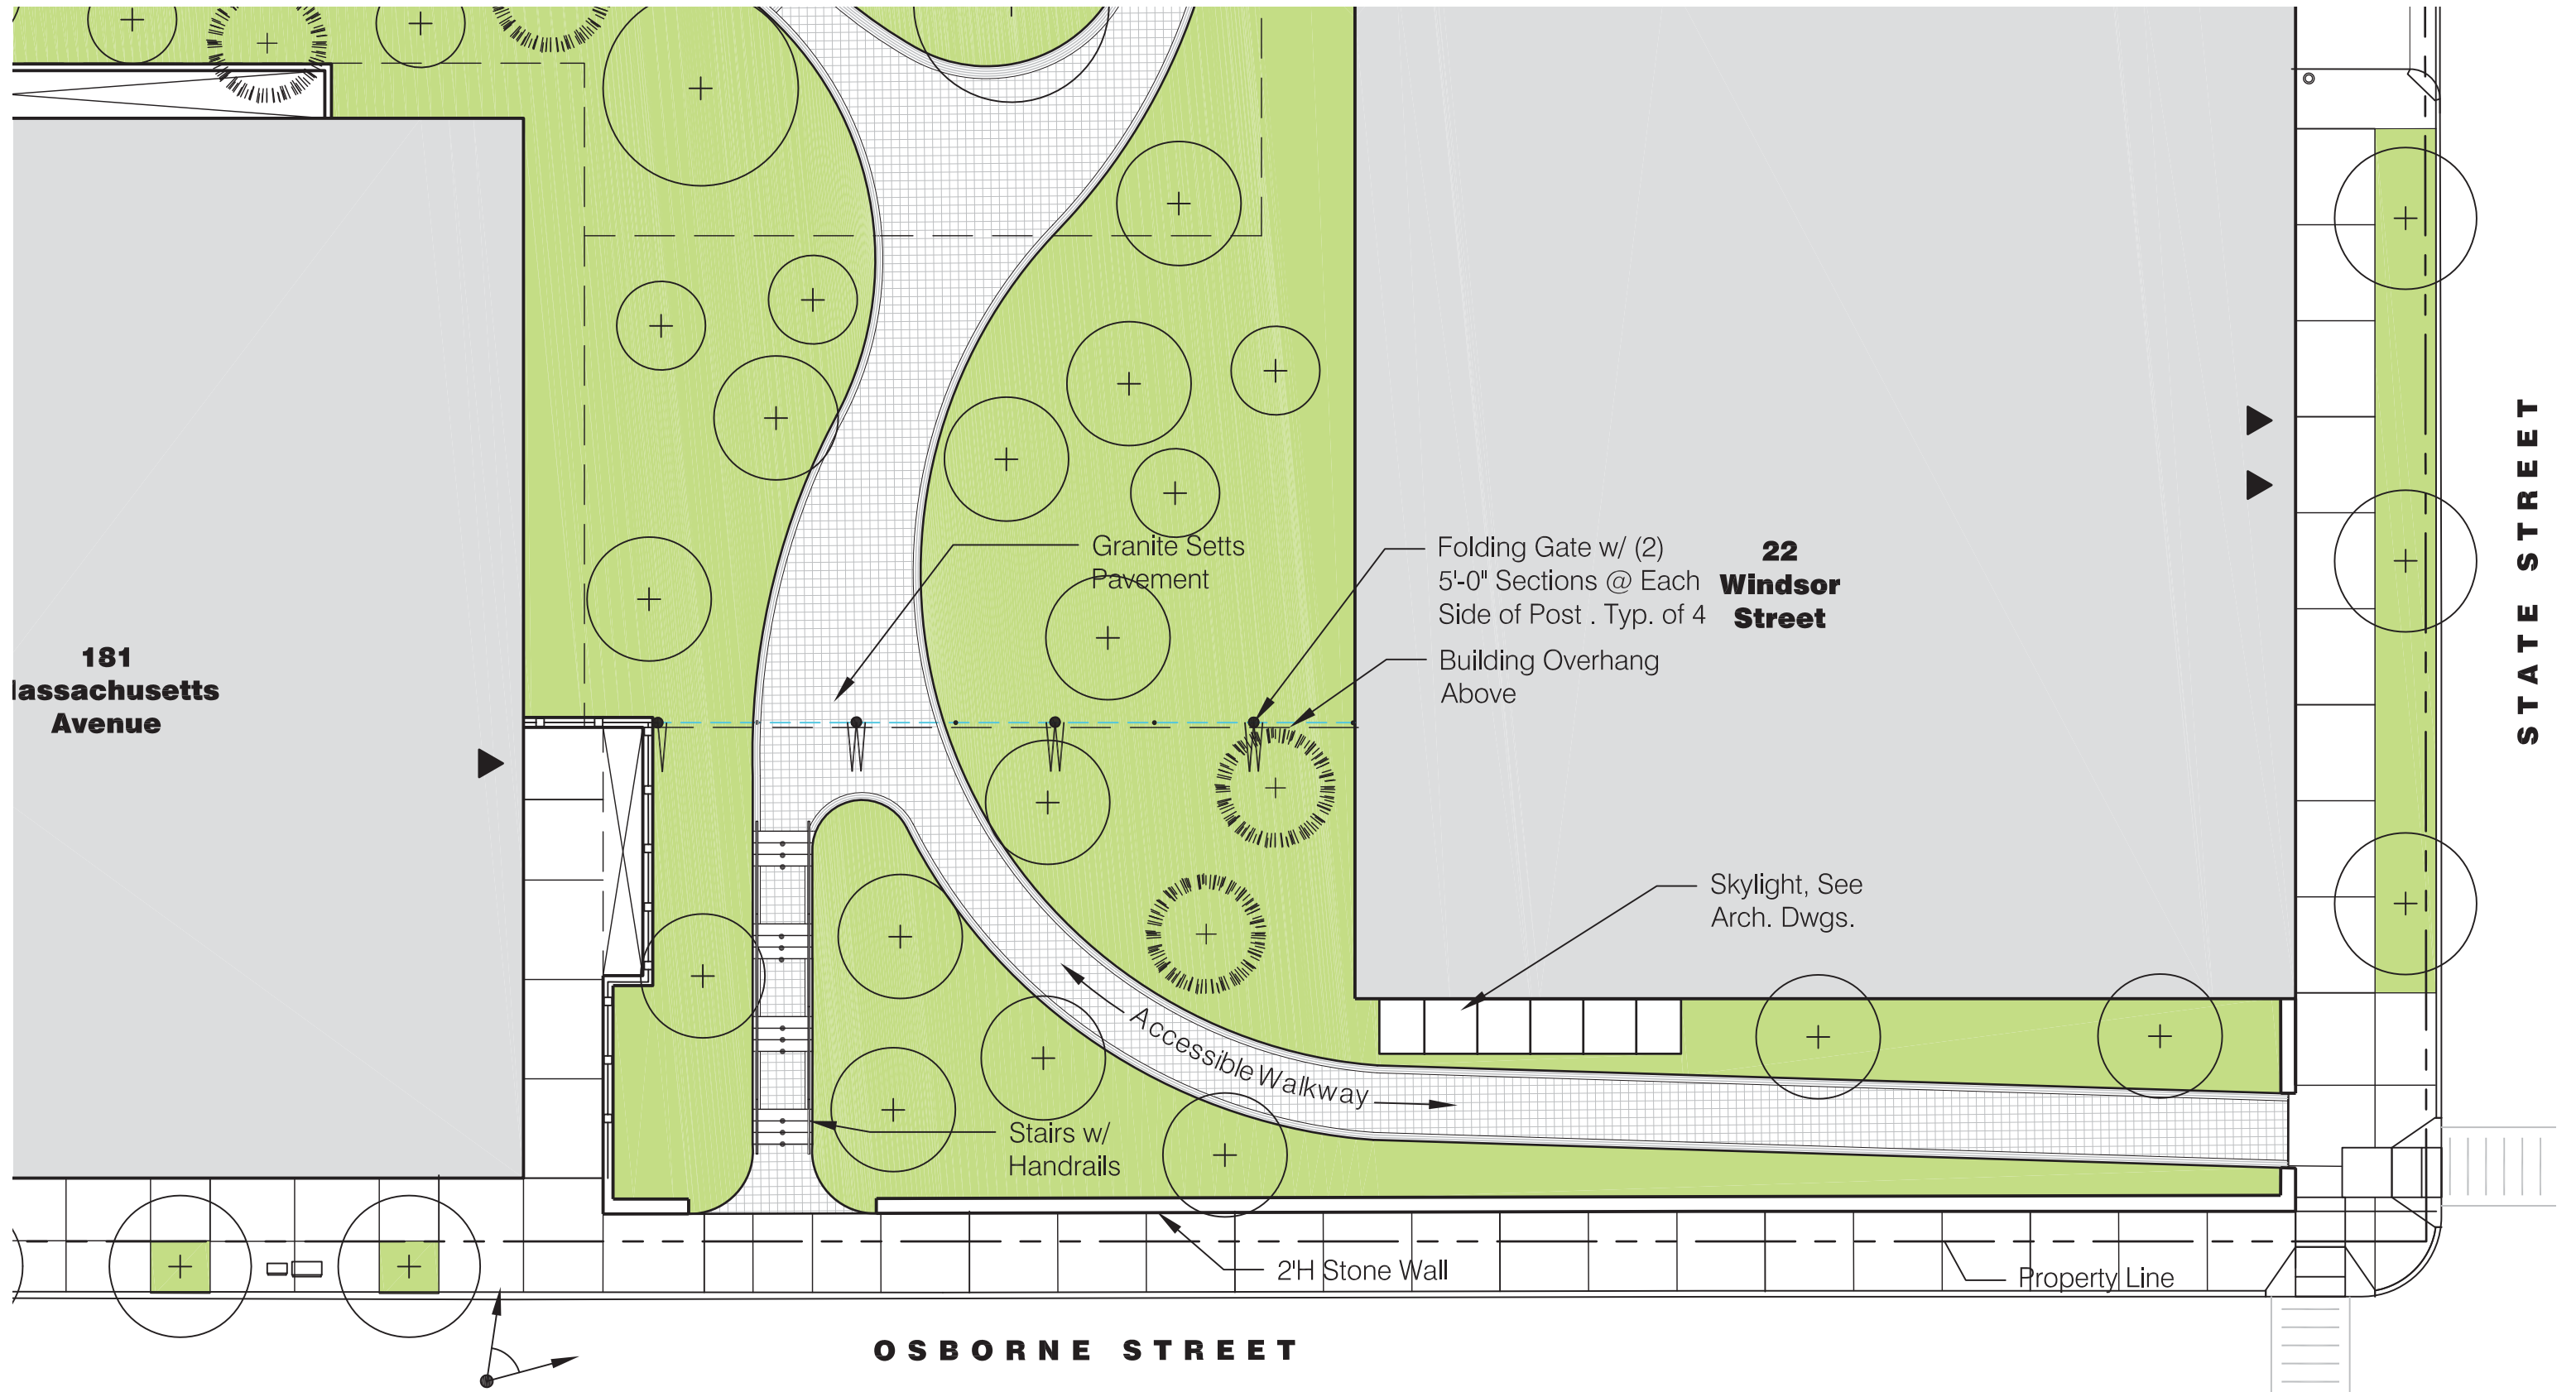 Granite Setts
Pavement
Folding Gate w/ (2)
5'-0" Sections @ Each
Side of Post . Typ. of 4
22
Windsor
Street
Building Overhang
Above
181
lassachusetts
Avenue
STATE STREET
Skylight, See
Arch. Dwgs.
Accessible Walkway
Stairs w/
Handrails
2'H Stone Wall
Property Line
OSBORNE STREET